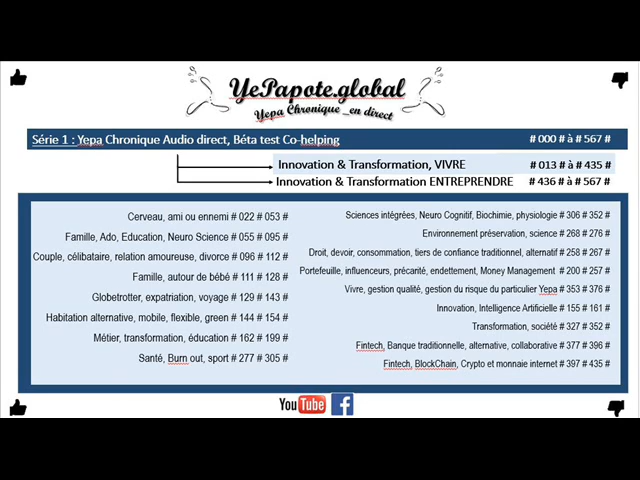 YePapote.global
Yepa Chronique _en direct
Série 1 : Yepa Chronique Audio direct, Béta test Co-helping # 000 # à # 567 #
Innovation & Transformation, VIVRE # 013 # à # 435 #
Innovation & Transformation ENTREPRENDRE # 436 # à # 567 #
Cerveau, ami ou ennemi # 022 # 053 #
Famille, Ado, Education, Neuro Science # 055 # 095 #
Couple, célibataire, relation amoureuse, divorce # 096 # 112 #
Famille, autour de bébé # 111 # 128 #
Globetrotter, expatriation, voyage # 129 # 143 #
Habitation alternative, mobile, flexible, green # 144 # 154 #
Métier, transformation, éducation # 162 # 199 #
Santé, Burn out, sport # 277 # 305 #
Sciences intégrées, Neuro Cognitif, Biochimie, physiologie # 306 # 352 #
Environnement préservation, science # 268 # 276 #
Droit, devoir, consommation, tiers de confiance traditionnel, alternatif # 258 # 267 #
Portefeuille, influenceurs, précarité, endettement, Money Management # 200 # 257 #
Vivre, gestion qualité, gestion du risque du particulier Yepa # 353 # 376 #
Innovation, Intelligence Artificielle # 155 # 161 #
Transformation, société # 327 # 352 #
Fintech, Banque traditionnelle, alternative, collaborative # 377 # 396 #
Fintech, BlockChain, Crypto et monnaie internet # 397 # 435 #
YouTube f